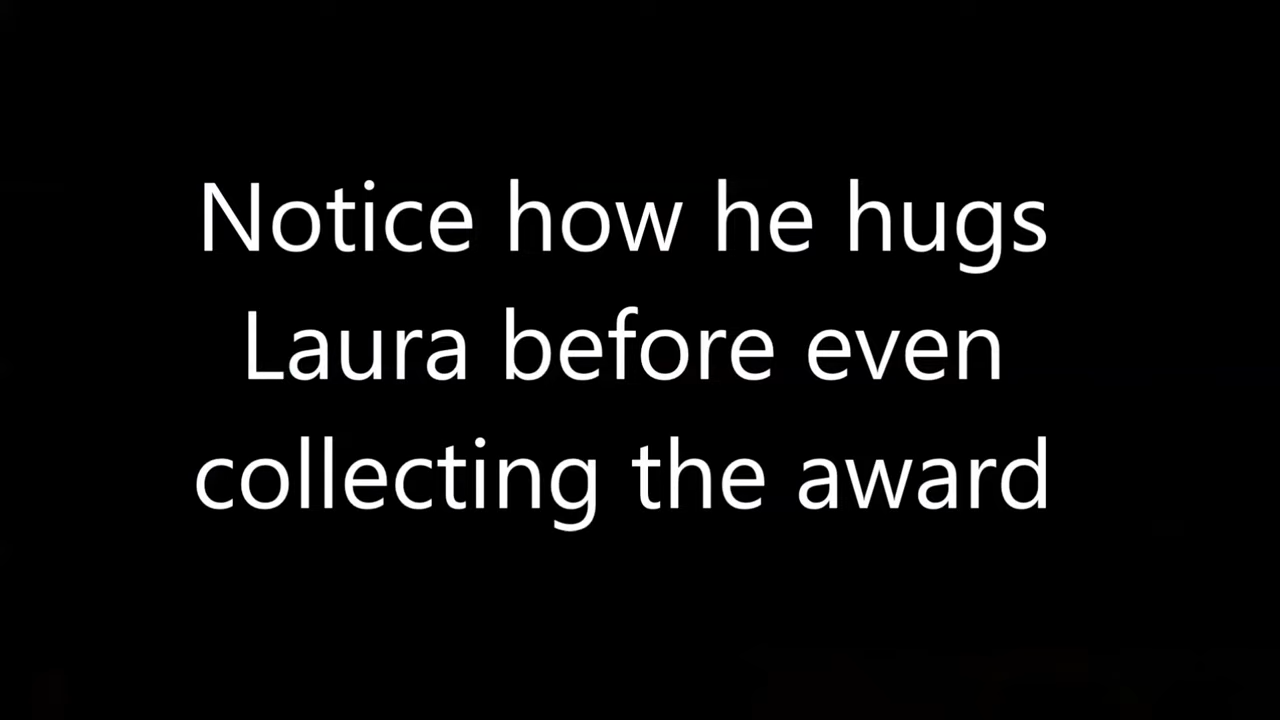 Notice how he hugs
Laura before even
collecting the award